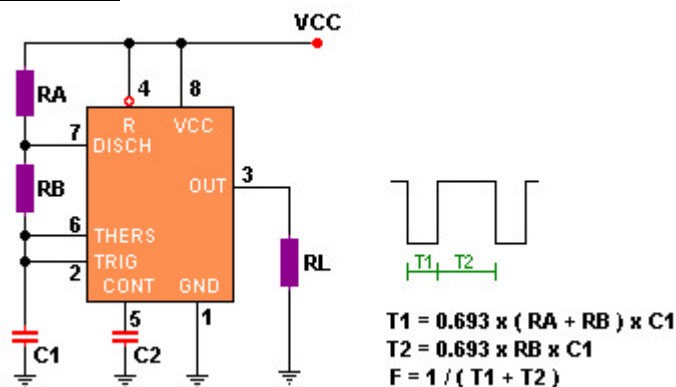 VCC
RA
4
8
R
VCC
7
DISCH
RB
3
OUT
6
THERS
TRIG
2
CONT
GND
RL
T1
T2
5
1
C1
C2
T1 = 0.693 x ( RA + RB ) x C1
T2 = 0.693 x RB x C1
F = 1 / ( T1 + T2 )